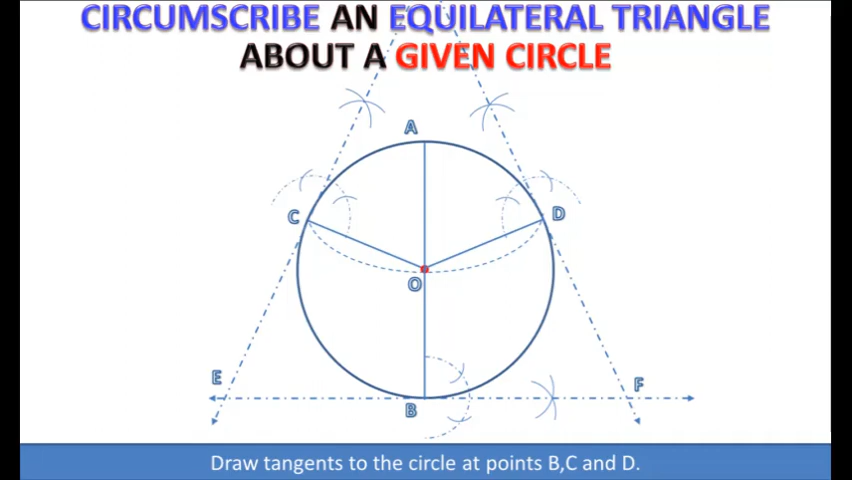 CIRCUMSCRIBE AN EQUILATERAL TRIANGLE
ABOUT A GIVEN CIRCLE
A
C
D
O
E
F
B
Draw tangents to the circle at points B,C and D.